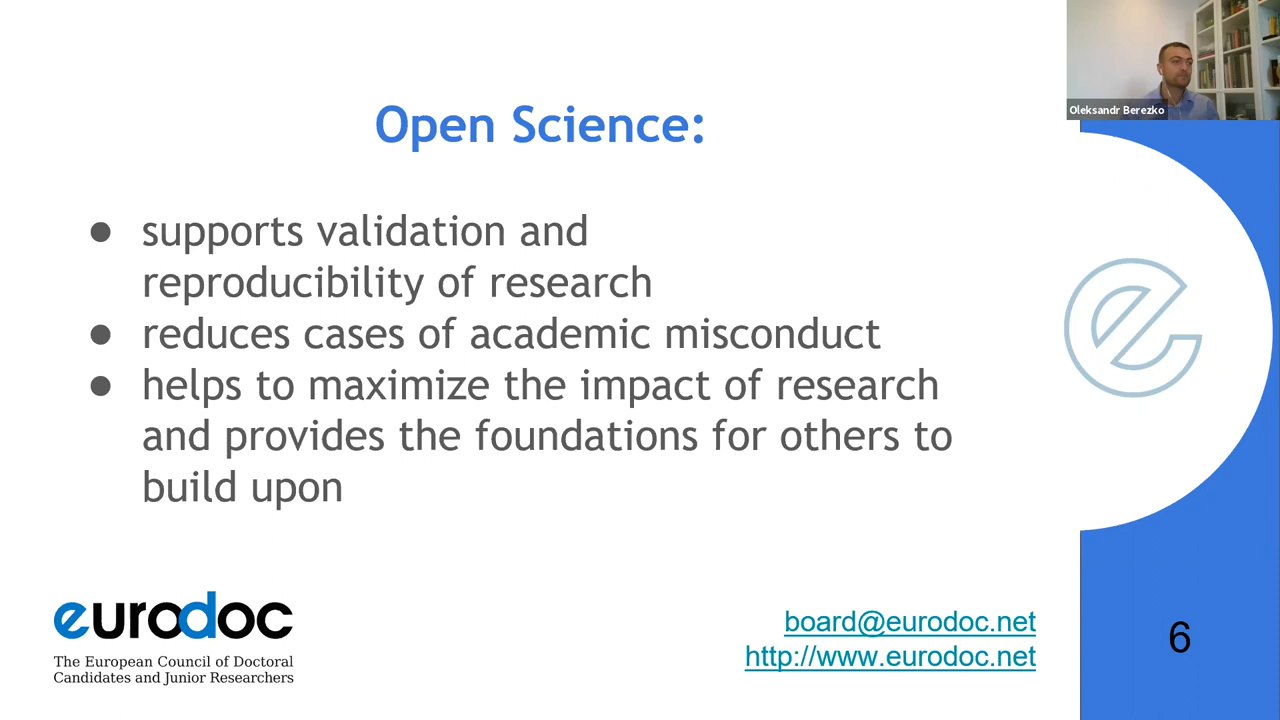 Oleksandr Berezko
Open Science:
● supports validation and
reproducibility of research
● reduces cases of academic misconduct
● helps to maximize the impact of research
and provides the foundations for others to
build upon
eurodoc
The European Council of Doctoral
Candidates and Junior Researchers
board@eurodoc.net
http://www.eurodoc.net
6